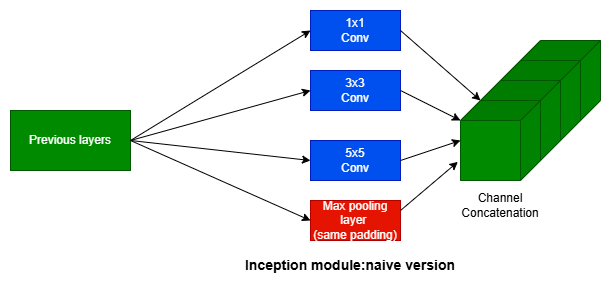 1x1
Conv
3x3
Conv
Previous layers
5x5
Conv
Max pooling
layer
(same padding)
Channel
Concatenation
Inception module:naive version